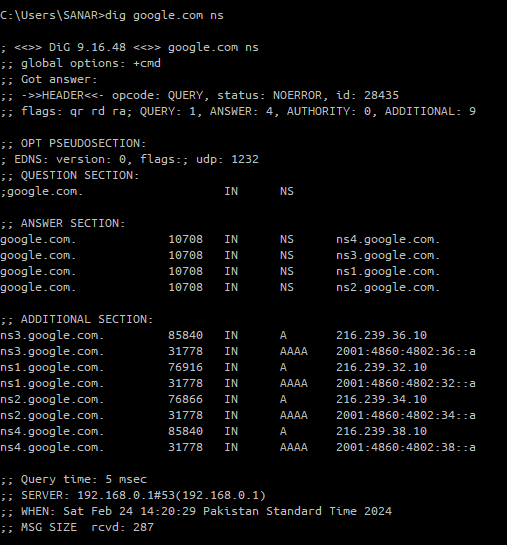 C:\Users\SANAR>dig google.com ns
; <<>> DiG 9.16.48 <<>> google.com ns
;; global options: +cmd
;; Got answer:
;; ->>HEADER<<- opcode: QUERY, status: NOERROR, id: 28435
;; flags: qr rd ra; QUERY: 1, ANSWER: 4, AUTHORITY: 0, ADDITIONAL: 9
;; OPT PSEUDOSECTION:
; EDNS: version: 0, flags:; udp: 1232
;; QUESTION SECTION:
;google.com. IN NS
;; ANSWER SECTION:
google.com. 10708 IN NS ns4.google.com.
google.com. 10708 IN NS ns3.google.com.
google.com. 10708 IN NS ns1.google.com.
google.com. 10708 IN NS ns2.google.com.
;; ADDITIONAL SECTION:
ns3.google.com. 85840 IN A 216.239.36.10
ns3.google.com. 31778 IN AAAA 2001:4860:4802:36::a
ns1.google.com. 76916 IN A 216.239.32.10
ns1.google.com. 31778 IN AAAA 2001:4860:4802:32::a
ns2.google.com. 76866 IN A 216.239.34.10
ns2.google.com. 31778 IN AAAA 2001:4860:4802:34::a
ns4.google.com. 85840 IN A 216.239.38.10
ns4.google.com. 31778 IN AAAA 2001:4860:4802:38::a
;; Query time: 5 msec
;; SERVER: 192.168.0.1#53(192.168.0.1)
;; WHEN: Sat Feb 24 14:20:29 Pakistan Standard Time 2024
;; MSG SIZE rcvd: 287